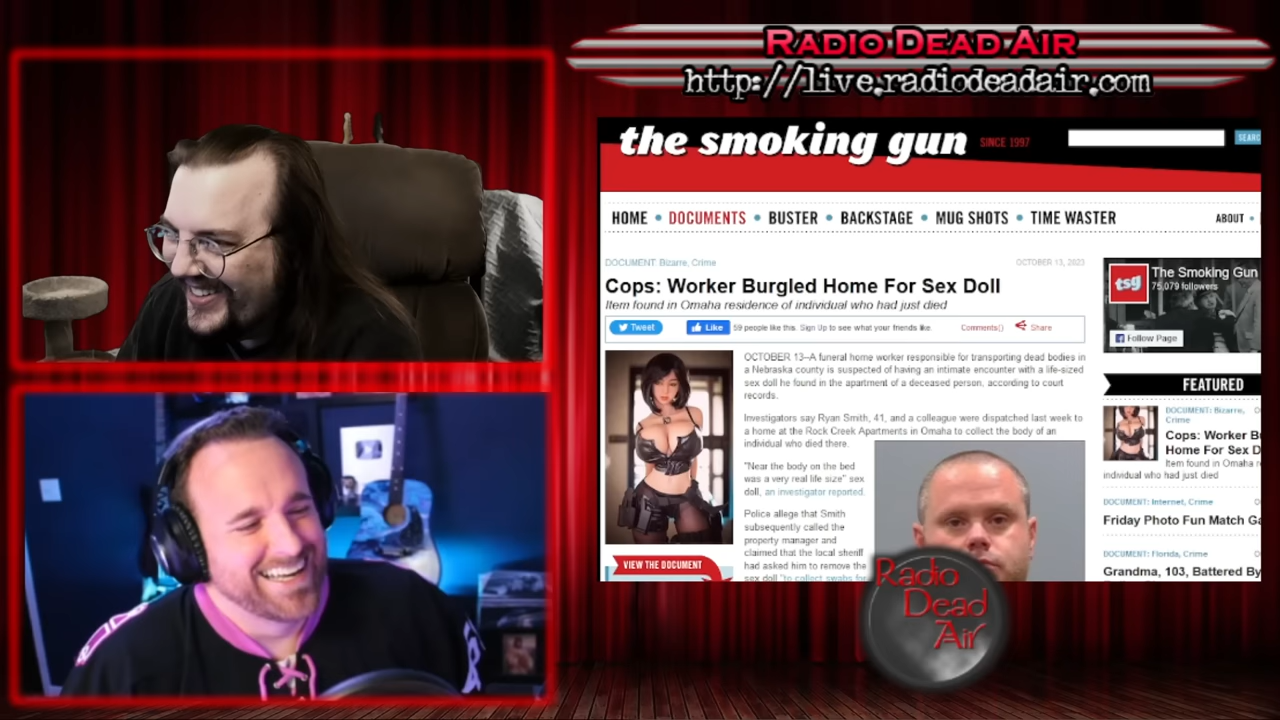 RADIO DEAD AIR
http://live.radiodeadair.com
the smoking gun SINCE 1997
HOME • DOCUMENTS • BUSTER • BACKSTAGE • MUG SHOTS • TIME WASTER ABOUT •
DOCUMENT: Bizarre, Crime OCTOBER 13, 2023
Cops: Worker Burgled Home For Sex Doll
Item found in Omaha residence of individual who had just died
Tweet Like 59 people like this. Sign Up to see what your friends like. Comments() Share
OCTOBER 13--A funeral home worker responsible for transporting dead bodies in
a Nebraska county is suspected of having an intimate encounter with a life-sized
sex doll he found in the apartment of a deceased person, according to court
records.
Investigators say Ryan Smith, 41, and a colleague were dispatched last week to
a home at the Rock Creek Apartments in Omaha to collect the body of an
individual who died there.
"Near the body on the bed
was a very real life size" sex
doll, an investigator reported.
Police allege that Smith
subsequently called the
property manager and
claimed that the local sheriff
had asked him to remove the
sex doll "to collect swabs for
VIEW THE DOCUMENT
tsg
The Smoking Gun
75,079 followers
Follow Page
FEATURED
DOCUMENT: Bizarre,
Crime
Cops: Worker B
Home For Sex D
Item found in Omaha r
individual who had just died
DOCUMENT: Internet, Crime
Friday Photo Fun Match Ga
DOCUMENT: Florida, Crime
Grandma, 103, Battered By
Radio
Dead
Air